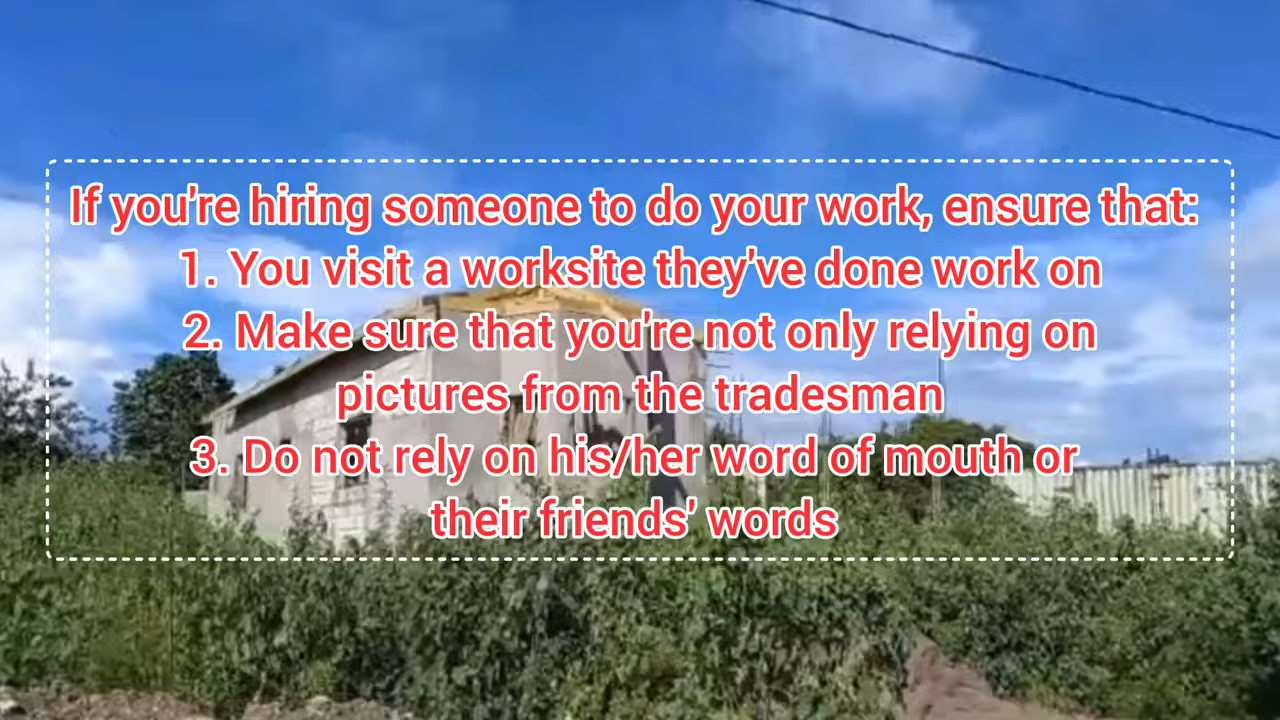 If you're hiring someone to do your work, ensure that:
1. You visit a worksite they've done work on
2. Make sure that you're not only relying on
pictures from the tradesman
3. Do not rely on his/her word of mouth or
their friends' words